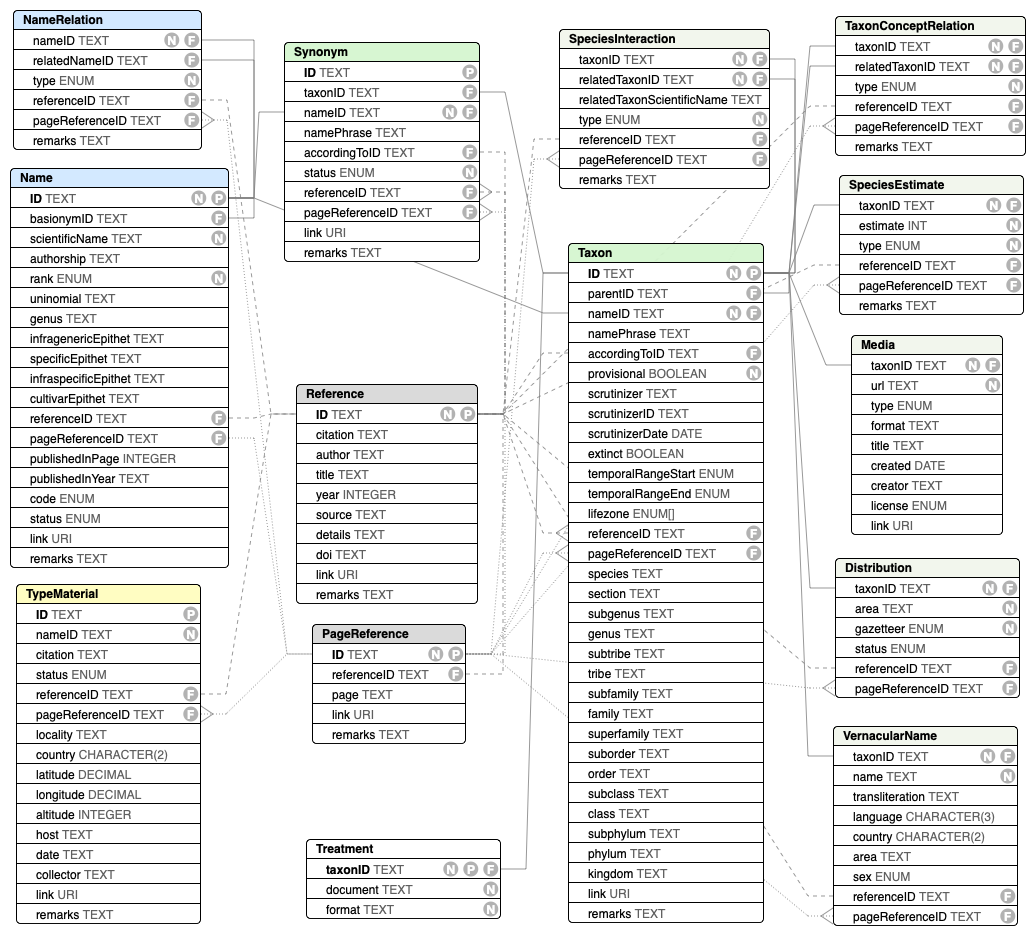 NameRelation
nameID TEXT N F
relatedNameID TEXT F
type ENUM N
referenceID TEXT F
pageReferenceID TEXT F
remarks TEXT
Name
ID TEXT N P
basionymID TEXT F
scientificName TEXT N
authorship TEXT
rank ENUM N
uninomial TEXT
genus TEXT
infragenericEpithet TEXT
specificEpithet TEXT
infraspecificEpithet TEXT
cultivarEpithet TEXT
referenceID TEXT F
pageReferenceID TEXT F
publishedInPage INTEGER
publishedInYear TEXT
code ENUM
status ENUM
link URI
remarks TEXT
TypeMaterial
ID TEXT P
nameID TEXT N
citation TEXT
status ENUM
referenceID TEXT F
pageReferenceID TEXT F
locality TEXT
country CHARACTER(2)
latitude DECIMAL
longitude DECIMAL
altitude INTEGER
host TEXT
date TEXT
collector TEXT
link URI
remarks TEXT
Synonym
ID TEXT P
taxonID TEXT F
nameID TEXT N F
namePhrase TEXT
accordingToID TEXT F
status ENUM N
referenceID TEXT F
pageReferenceID TEXT F
link URI
remarks TEXT
Reference
ID TEXT N P
citation TEXT
author TEXT
title TEXT
year INTEGER
source TEXT
details TEXT
doi TEXT
link URI
remarks TEXT
PageReference
ID TEXT N P
referenceID TEXT F
page TEXT
link URI
remarks TEXT
Treatment
taxonID TEXT N P F
document TEXT N
format TEXT N
SpeciesInteraction
taxonID TEXT N F
relatedTaxonID TEXT N F
relatedTaxonScientificName TEXT
type ENUM N
referenceID TEXT F
pageReferenceID TEXT F
remarks TEXT
Taxon
ID TEXT N P
parentID TEXT F
nameID TEXT N F
namePhrase TEXT
accordingToID TEXT F
provisional BOOLEAN N
scrutinizer TEXT
scrutinizerID TEXT
scrutinizerDate DATE
extinct BOOLEAN
temporalRangeStart ENUM
temporalRangeEnd ENUM
lifezone ENUM[]
referenceID TEXT F
pageReferenceID TEXT F
species TEXT
section TEXT
subgenus TEXT
genus TEXT
subtribe TEXT
tribe TEXT
subfamily TEXT
family TEXT
superfamily TEXT
suborder TEXT
order TEXT
subclass TEXT
class TEXT
subphylum TEXT
phylum TEXT
kingdom TEXT
link URI
remarks TEXT
TaxonConceptRelation
taxonID TEXT N F
relatedTaxonID TEXT N F
type ENUM N
referenceID TEXT F
pageReferenceID TEXT F
remarks TEXT
SpeciesEstimate
taxonID TEXT N F
estimate INT N
type ENUM N
referenceID TEXT F
pageReferenceID TEXT F
remarks TEXT
Media
taxonID TEXT N F
url TEXT N
type ENUM
format TEXT
title TEXT
created DATE
creator TEXT
license ENUM
link URI
Distribution
taxonID TEXT N F
area TEXT N
gazetteer ENUM N
status ENUM
referenceID TEXT F
pageReferenceID TEXT F
VernacularName
taxonID TEXT N F
name TEXT N
transliteration TEXT
language CHARACTER(3)
country CHARACTER(2)
area TEXT
sex ENUM
referenceID TEXT F
pageReferenceID TEXT F